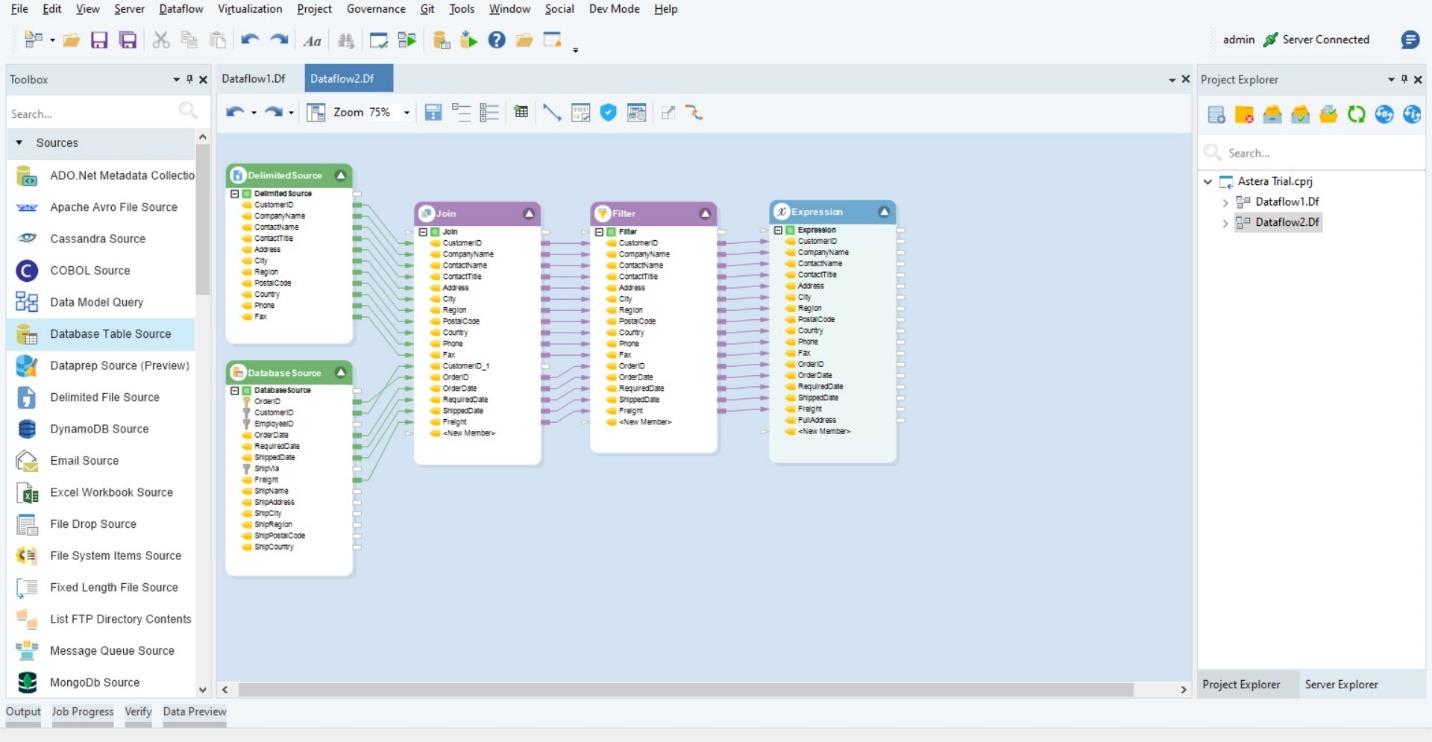 File Edit View Server Dataflow Virtualization Project Governance Git Tools Window Social Dev Mode Help
Aa
admin Server Connected
Toolbox
Search...
Sources
ADO.Net Metadata Collectio
Apache Avro File Source
Cassandra Source
COBOL Source
Data Model Query
Database Table Source
Dataprep Source (Preview)
Delimited File Source
DynamoDB Source
Email Source
Excel Workbook Source
File Drop Source
File System Items Source
Fixed Length File Source
List FTP Directory Contents
Message Queue Source
MongoDb Source
Dataflow1.Df Dataflow2.Df
Zoom 75%
DelimitedSource
DelimitedSource
CustomerID
CompanyName
ContactName
ContactTitle
Address
City
Region
PostalCode
Country
Phone
Fax
DatabaseSource
DatabaseSource
OrderID
CustomerID
EmployeeID
OrderDate
RequiredDate
ShippedDate
ShipVia
Freight
ShipName
ShipAddress
ShipCity
ShipRegion
ShipPostalCode
ShipCountry
Join
Join
CustomerID
CompanyName
ContactName
ContactTitle
Address
City
Region
PostalCode
Country
Phone
Fax
CustomerID_1
OrderID
OrderDate
RequiredDate
ShippedDate
Freight
<New Member>
Filter
Filter
CustomerID
CompanyName
ContactName
ContactTitle
Address
City
Region
PostalCode
Country
Phone
Fax
OrderID
OrderDate
RequiredDate
ShippedDate
Freight
<New Member>
Expression
Expression
CustomerID
CompanyName
ContactName
ContactTitle
Address
City
Region
PostalCode
Country
Phone
Fax
OrderID
OrderDate
RequiredDate
ShippedDate
Freight
FullAddress
<New Member>
Project Explorer
Search...
Astera Trial.cprj
Dataflow1.Df
Dataflow2.Df
Project Explorer Server Explorer
Output Job Progress Verify Data Preview